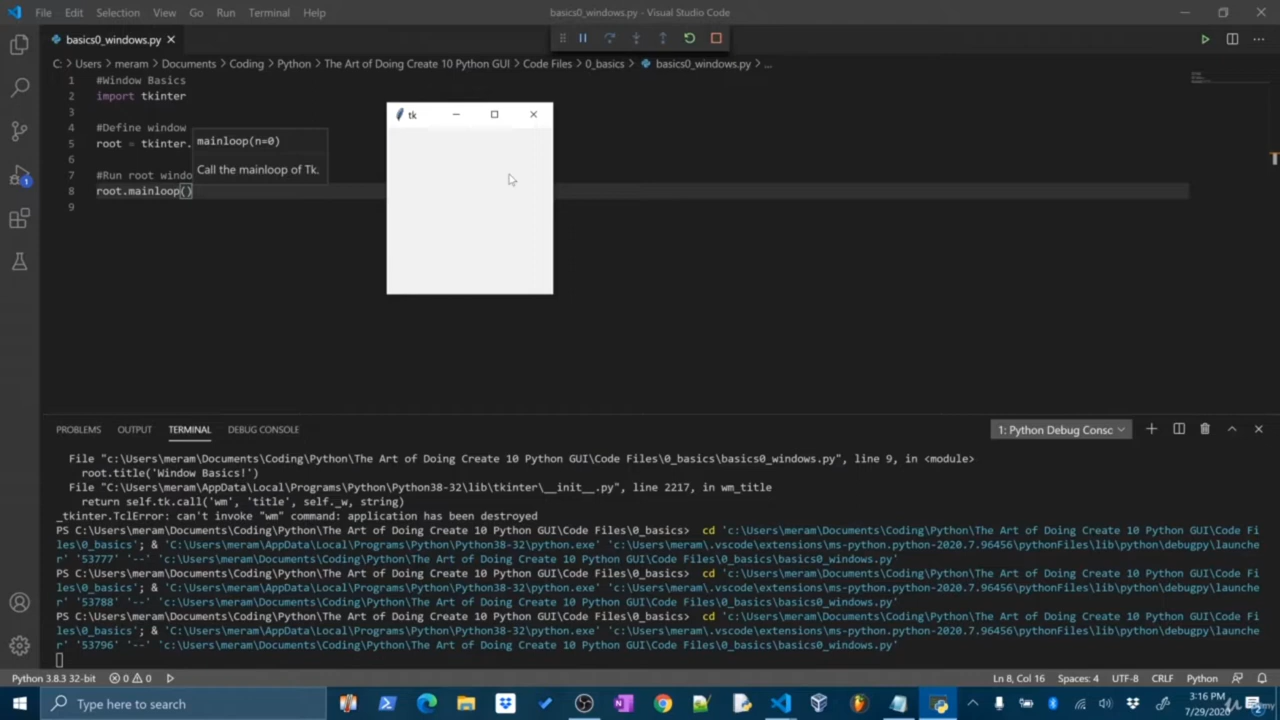 File Edit Selection View Go Run Terminal Help
basics0_windows.py - Visual Studio Code
basics0_windows.py
C: > Users > meram > Documents > Coding > Python > The Art of Doing Create 10 Python GUI > Code Files > 0_basics > basics0_windows.py > ...
1 #Window Basics
2 import tkinter
3
4 #Define window
5 root = tkinter.
6
7 #Run root windo
8 root.mainloop()
9
mainloop(n=0)
Call the mainloop of Tk.
tk
1
PROBLEMS OUTPUT TERMINAL DEBUG CONSOLE
1: Python Debug Consc
File "c:\Users\meram\Documents\Coding\Python\The Art of Doing Create 10 Python GUI\Code Files\0_basics\basics0_windows.py", line 9, in <module>
root.title('Window Basics!')
File "C:\Users\meram\AppData\Local\Programs\Python\Python38-32\lib\tkinter\__init__.py", line 2217, in wm_title
return self.tk.call('wm', 'title', self._w, string)
_tkinter.TclError: can't invoke "wm" command: application has been destroyed
PS C:\Users\meram\Documents\Coding\Python\The Art of Doing Create 10 Python GUI\Code Files\0_basics> cd 'c:\Users\meram\Documents\Coding\Python\The Art of Doing Create 10 Python GUI\Code Fi
les\0_basics'; & 'C:\Users\meram\AppData\Local\Programs\Python\Python38-32\python.exe' 'c:\Users\meram\.vscode\extensions\ms-python.python-2020.7.96456\pythonFiles\lib\python\debugpy\launche
r' '53777' '--' 'c:\Users\meram\Documents\Coding\Python\The Art of Doing Create 10 Python GUI\Code Files\0_basics\basics0_windows.py'
PS C:\Users\meram\Documents\Coding\Python\The Art of Doing Create 10 Python GUI\Code Files\0_basics> cd 'c:\Users\meram\Documents\Coding\Python\The Art of Doing Create 10 Python GUI\Code Fi
les\0_basics'; & 'C:\Users\meram\AppData\Local\Programs\Python\Python38-32\python.exe' 'c:\Users\meram\.vscode\extensions\ms-python.python-2020.7.96456\pythonFiles\lib\python\debugpy\launche
r' '53788' '--' 'c:\Users\meram\Documents\Coding\Python\The Art of Doing Create 10 Python GUI\Code Files\0_basics\basics0_windows.py'
PS C:\Users\meram\Documents\Coding\Python\The Art of Doing Create 10 Python GUI\Code Files\0_basics> cd 'c:\Users\meram\Documents\Coding\Python\The Art of Doing Create 10 Python GUI\Code Fi
les\0_basics'; & 'C:\Users\meram\AppData\Local\Programs\Python\Python38-32\python.exe' 'c:\Users\meram\.vscode\extensions\ms-python.python-2020.7.96456\pythonFiles\lib\python\debugpy\launche
r' '53796' '--' 'c:\Users\meram\Documents\Coding\Python\The Art of Doing Create 10 Python GUI\Code Files\0_basics\basics0_windows.py'
Python 3.8.3 32-bit 0 0 Ln 8, Col 16 Spaces: 4 UTF-8 CRLF Python
Type here to search
3:16 PM
7/29/2020